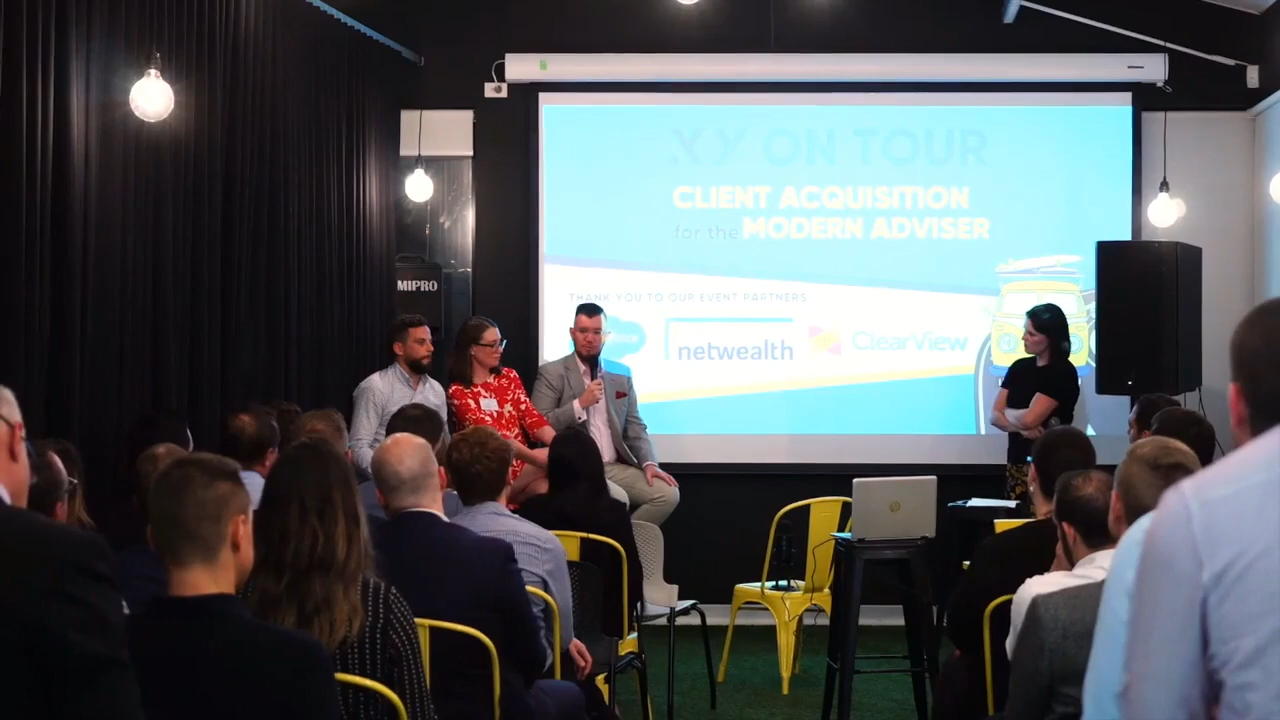 XY ON TOUR
CLIENT ACQUISITION
for the MODERN ADVISER
THANK YOU TO OUR EVENT PARTNERS
netwealth
ClearView
MIPRO